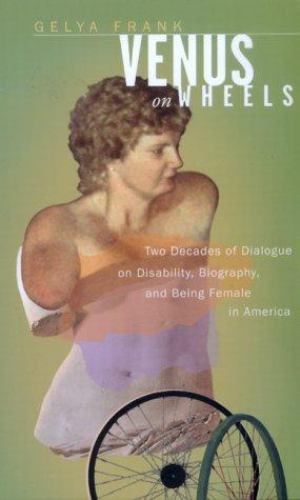 GELYA FRANK
VENUS
on WHEELS
Two Decades of Dialogue
on Disability, Biography,
and Being Female
in America